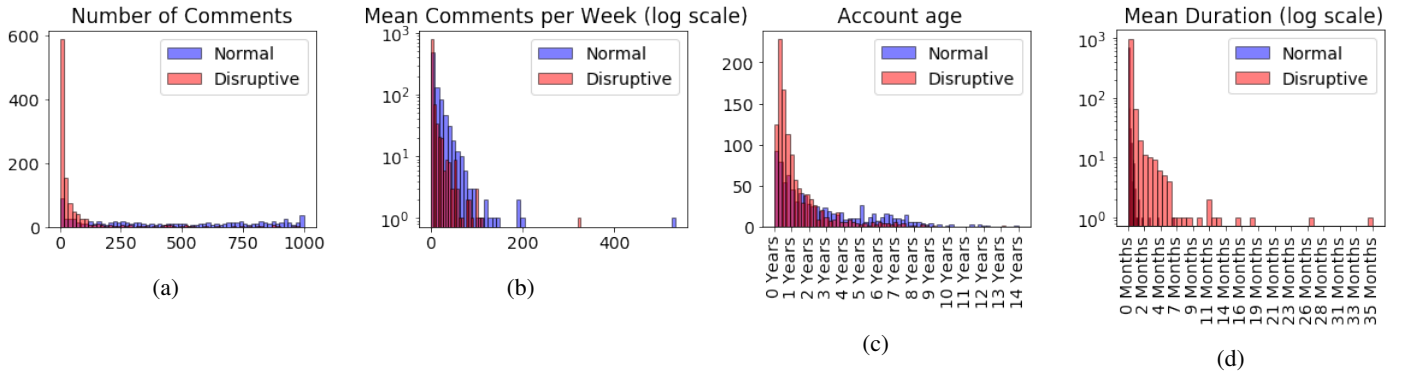 Number of Comments
600
400
200
0
0 250 500 750 1000
Normal
Disruptive
(a)
Mean Comments per Week (log scale)
10³
10²
10¹
10⁰
0 200 400
Normal
Disruptive
(b)
Account age
200
150
100
50
0
0 Years
1 Years
2 Years
3 Years
4 Years
5 Years
6 Years
7 Years
8 Years
9 Years
10 Years
11 Years
12 Years
13 Years
14 Years
Normal
Disruptive
(c)
Mean Duration (log scale)
10³
10²
10¹
10⁰
0 Months
2 Months
4 Months
7 Months
9 Months
11 Months
14 Months
16 Months
19 Months
21 Months
23 Months
26 Months
28 Months
31 Months
33 Months
35 Months
Normal
Disruptive
(d)